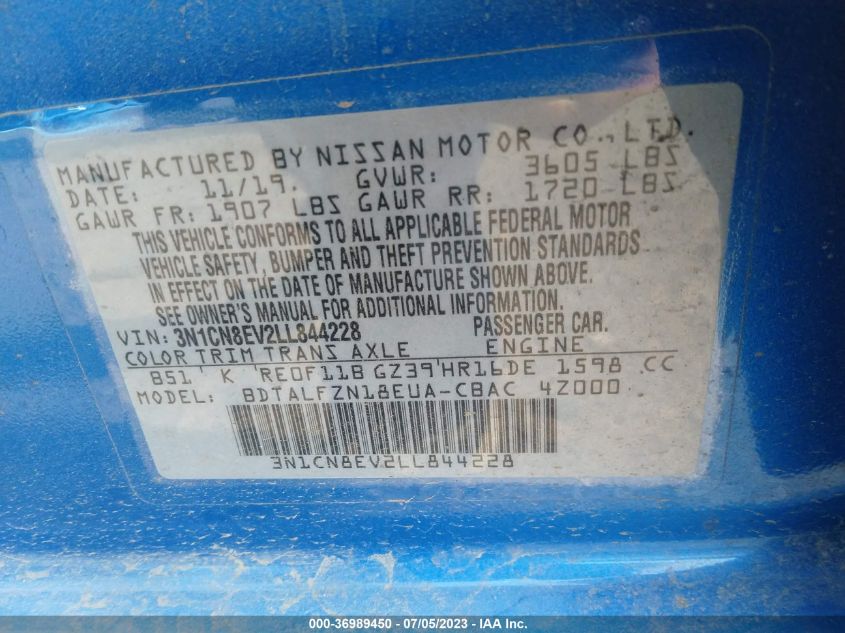 MANUFACTURED BY NISSAN MOTOR CO., LTD.
DATE: 11/19. GVWR: 3605 LBS
GAWR FR: 1907 LBS GAWR RR: 1720 LBS
THIS VEHICLE CONFORMS TO ALL APPLICABLE FEDERAL MOTOR
VEHICLE SAFETY, BUMPER AND THEFT PREVENTION STANDARDS
IN EFFECT ON THE DATE OF MANUFACTURE SHOWN ABOVE.
SEE OWNER'S MANUAL FOR ADDITIONAL INFORMATION.
VIN: 3N1CN8EV2LL844228 PASSENGER CAR.
COLOR TRIM TRANS AXLE ENGINE
B51 ' K 'RE0F11B GZ39'HR16DE 1598 CC
MODEL: BDTALFZN18EUA-CBAC 4Z000
3N1CN8EV2LL844228
000-36989450 - 07/05/2023 - IAA Inc.